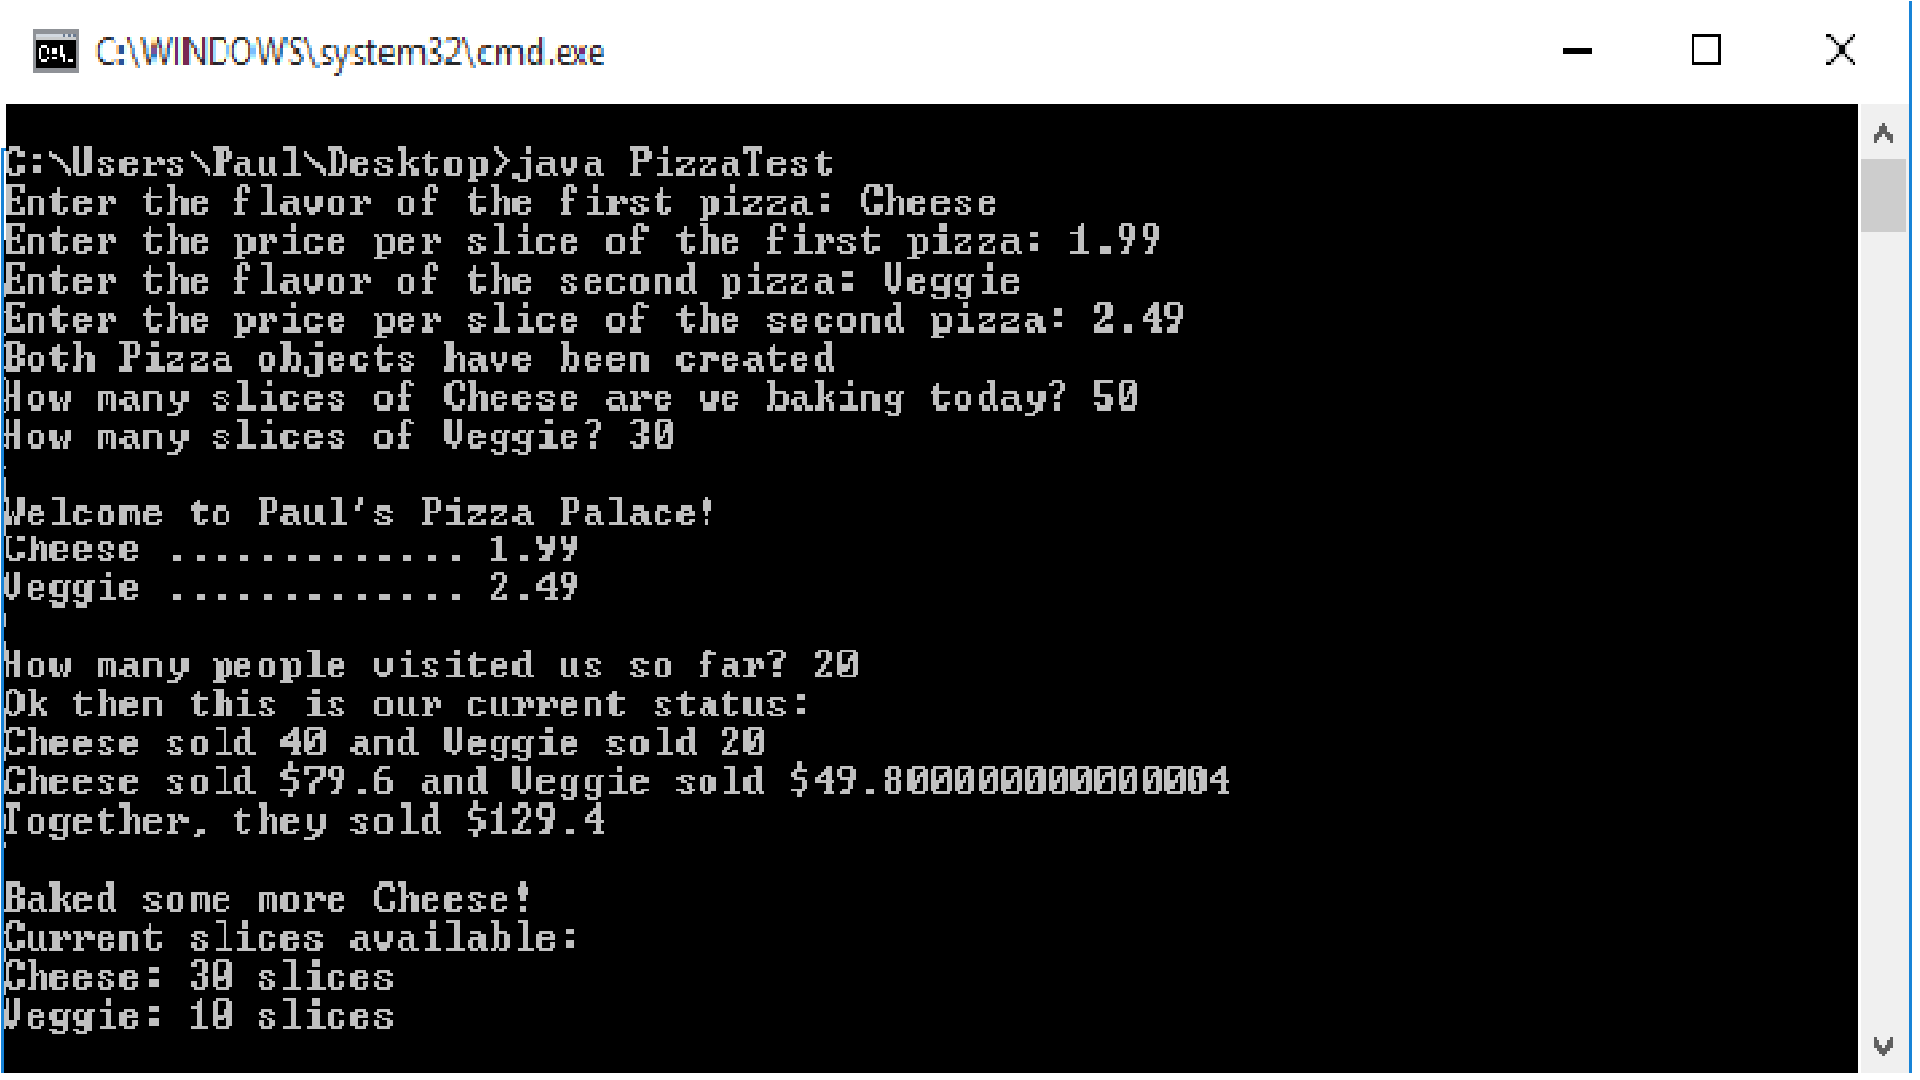 C:\WINDOWS\system32\cmd.exe
C:\Users\Paul\Desktop>java PizzaTest
Enter the flavor of the first pizza: Cheese
Enter the price per slice of the first pizza: 1.99
Enter the flavor of the second pizza: Veggie
Enter the price per slice of the second pizza: 2.49
Both Pizza objects have been created
How many slices of Cheese are we baking today? 50
How many slices of Veggie? 30
Welcome to Paul's Pizza Palace!
Cheese ............. 1.99
Veggie ............. 2.49
How many people visited us so far? 20
Ok then this is our current status:
Cheese sold 40 and Veggie sold 20
Cheese sold $79.6 and Veggie sold $49.800000000000004
Together, they sold $129.4
Baked some more Cheese!
Current slices available:
Cheese: 30 slices
Veggie: 10 slices